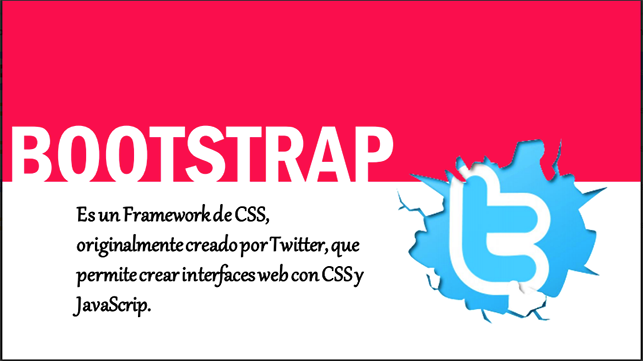 BOOTSTRAP
Es un Framework de CSS,
originalmente creado por Twitter, que
permite crear interfaces web con CSS y
JavaScrip.
t